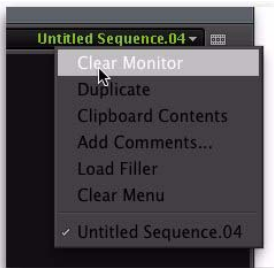 Untitled Sequence.04
Clear Monitor
Duplicate
Clipboard Contents
Add Comments...
Load Filler
Clear Menu
Untitled Sequence.04